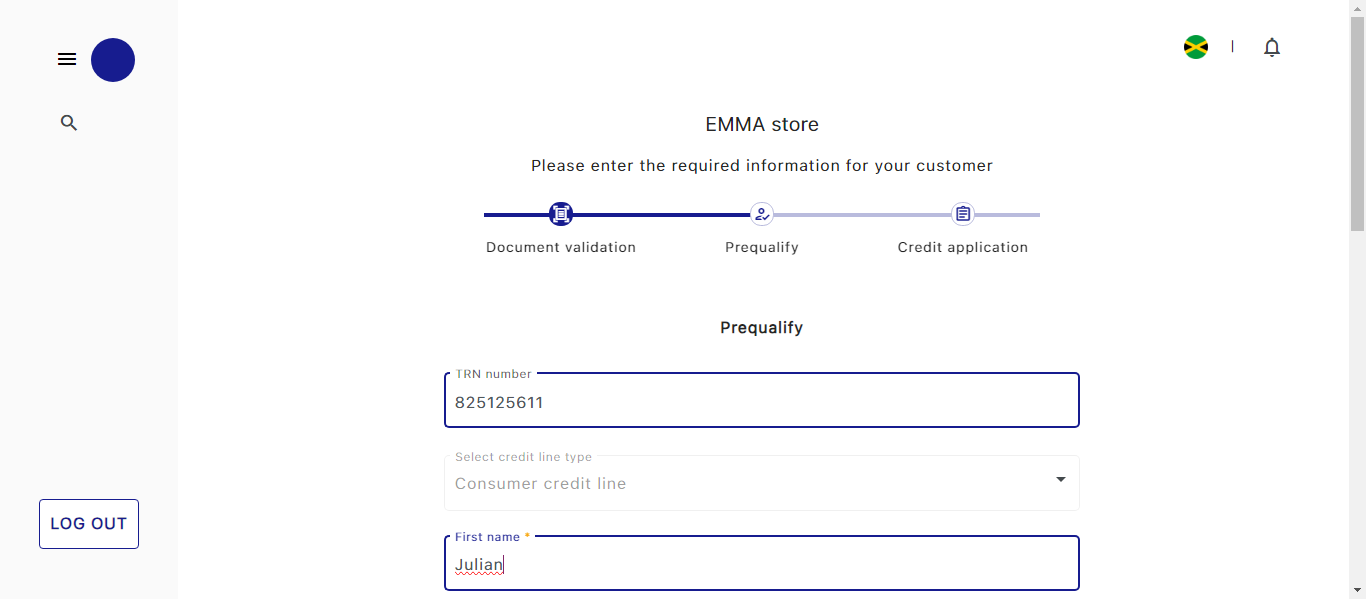 EMMA store
Please enter the required information for your customer
Document validation
Prequalify
Credit application
Prequalify
TRN number
825125611
Select credit line type
Consumer credit line
First name *
Julian
LOG OUT